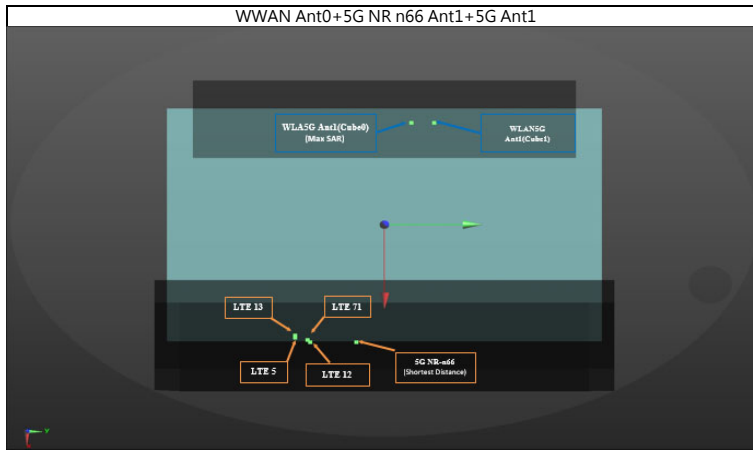 WWAN Ant0+5G NR n66 Ant1+5G Ant1
WLA5G Ant1(Cube0)
(Max SAR)
WLAN5G
Ant1(Cube1)
LTE 13
LTE 71
LTE 5
LTE 12
5G NR-n66
(Shortest Distance)
Y